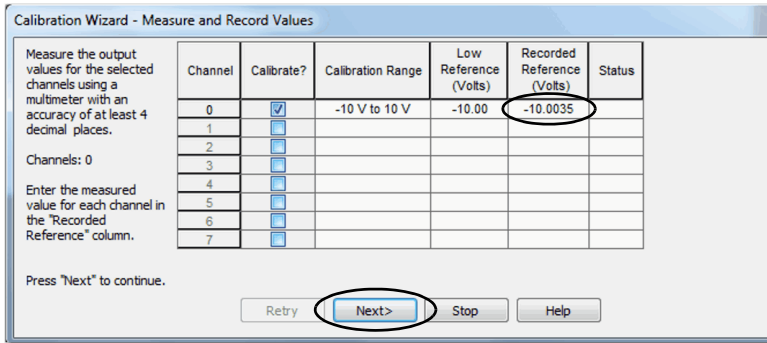 Calibration Wizard - Measure and Record Values
Measure the output
values for the selected
channels using a
multimeter with an
accuracy of at least 4
decimal places.
Channels: 0
Enter the measured
value for each channel in
the "Recorded
Reference" column.
Press "Next" to continue.
Channel Calibrate? Calibration Range Low Reference (Volts) Recorded Reference (Volts) Status
0 -10 V to 10 V -10.00 -10.0035
1
2
3
4
5
6
7
Retry Next> Stop Help